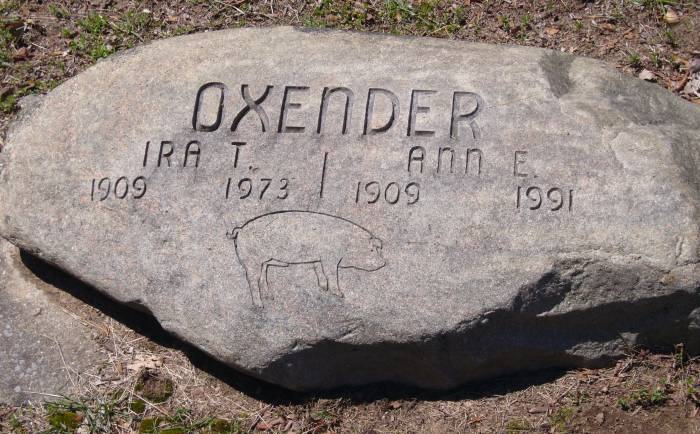 OXENDER
IRA T. ANN E.
1909 1973 | 1909 1991